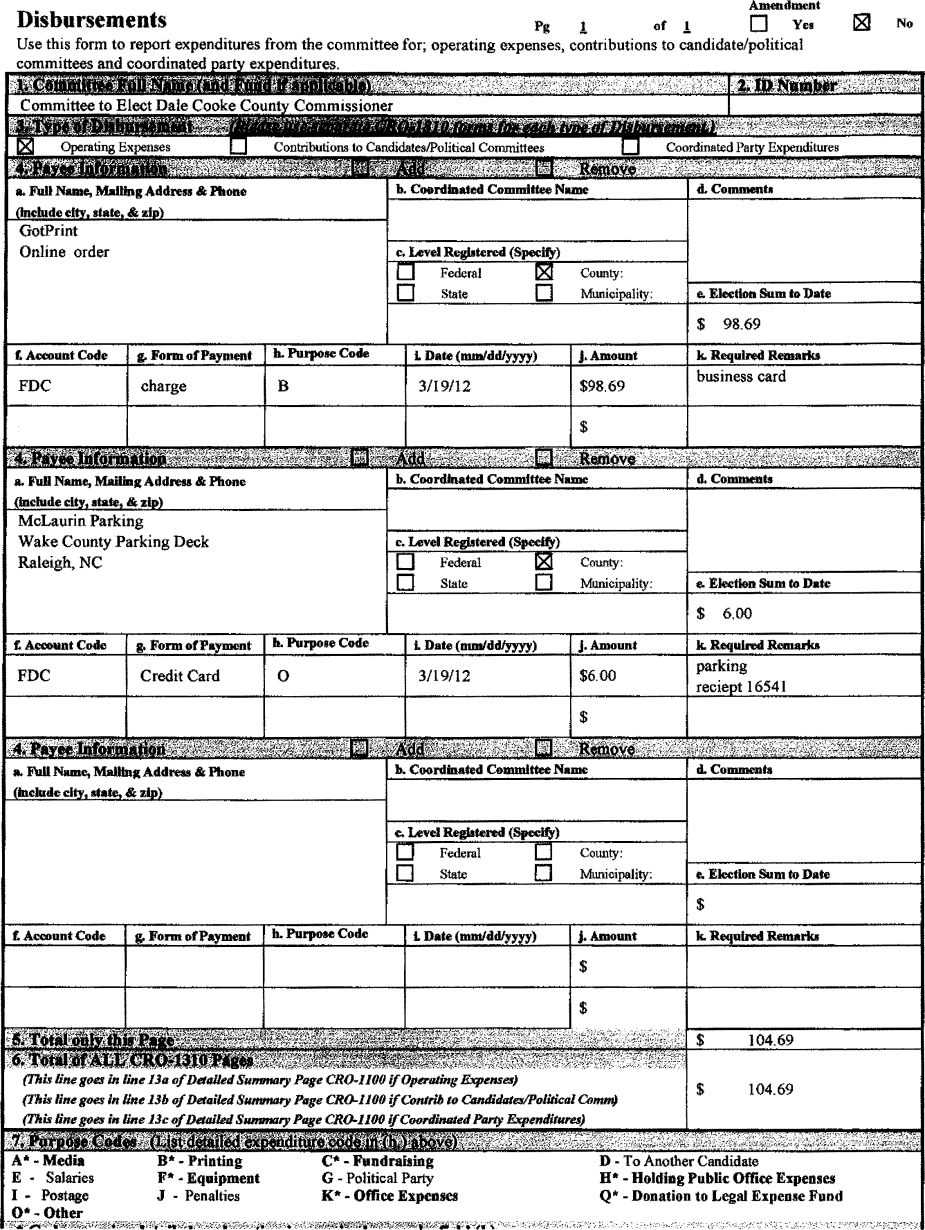 Disbursements
Pg 1 of 1
Amendment
Yes No
Use this form to report expenditures from the committee for; operating expenses, contributions to candidate/political
committees and coordinated party expenditures.
1. Committee Full Name (and Fund if applicable) 2. ID Number
Committee to Elect Dale Cooke County Commissioner
3. Type of Disbursement (Please use separate CRO-1310 forms for each type of Disbursement.)
Operating Expenses Contributions to Candidates/Political Committees Coordinated Party Expenditures
4. Payee Information Add Remove
a. Full Name, Mailing Address & Phone b. Coordinated Committee Name d. Comments
(include city, state, & zip)
GotPrint
Online order
c. Level Registered (Specify)
Federal County:
State Municipality: e. Election Sum to Date
$ 98.69
f. Account Code g. Form of Payment h. Purpose Code i. Date (mm/dd/yyyy) j. Amount k. Required Remarks
FDC charge B 3/19/12 $98.69 business card
$
4. Payee Information Add Remove
a. Full Name, Mailing Address & Phone b. Coordinated Committee Name d. Comments
(include city, state, & zip)
McLaurin Parking
Wake County Parking Deck
Raleigh, NC
c. Level Registered (Specify)
Federal County:
State Municipality: e. Election Sum to Date
$ 6.00
f. Account Code g. Form of Payment h. Purpose Code i. Date (mm/dd/yyyy) j. Amount k. Required Remarks
FDC Credit Card O 3/19/12 $6.00 parking
reciept 16541
$
4. Payee Information Add Remove
a. Full Name, Mailing Address & Phone b. Coordinated Committee Name d. Comments
(include city, state, & zip)
c. Level Registered (Specify)
Federal County:
State Municipality: e. Election Sum to Date
$
f. Account Code g. Form of Payment h. Purpose Code i. Date (mm/dd/yyyy) j. Amount k. Required Remarks
$
$
5. Total only this Page $ 104.69
6. Total of ALL CRO-1310 Pages
(This line goes in line 13a of Detailed Summary Page CRO-1100 if Operating Expenses)
(This line goes in line 13b of Detailed Summary Page CRO-1100 if Contrib to Candidates/Political Comm) $ 104.69
(This line goes in line 13c of Detailed Summary Page CRO-1100 if Coordinated Party Expenditures)
7. Purpose Codes (List detailed expenditure code in (h.) above)
A* - Media B* - Printing C* - Fundraising D - To Another Candidate
E - Salaries F* - Equipment G - Political Party H* - Holding Public Office Expenses
I - Postage J - Penalties K* - Office Expenses Q* - Donation to Legal Expense Fund
O* - Other